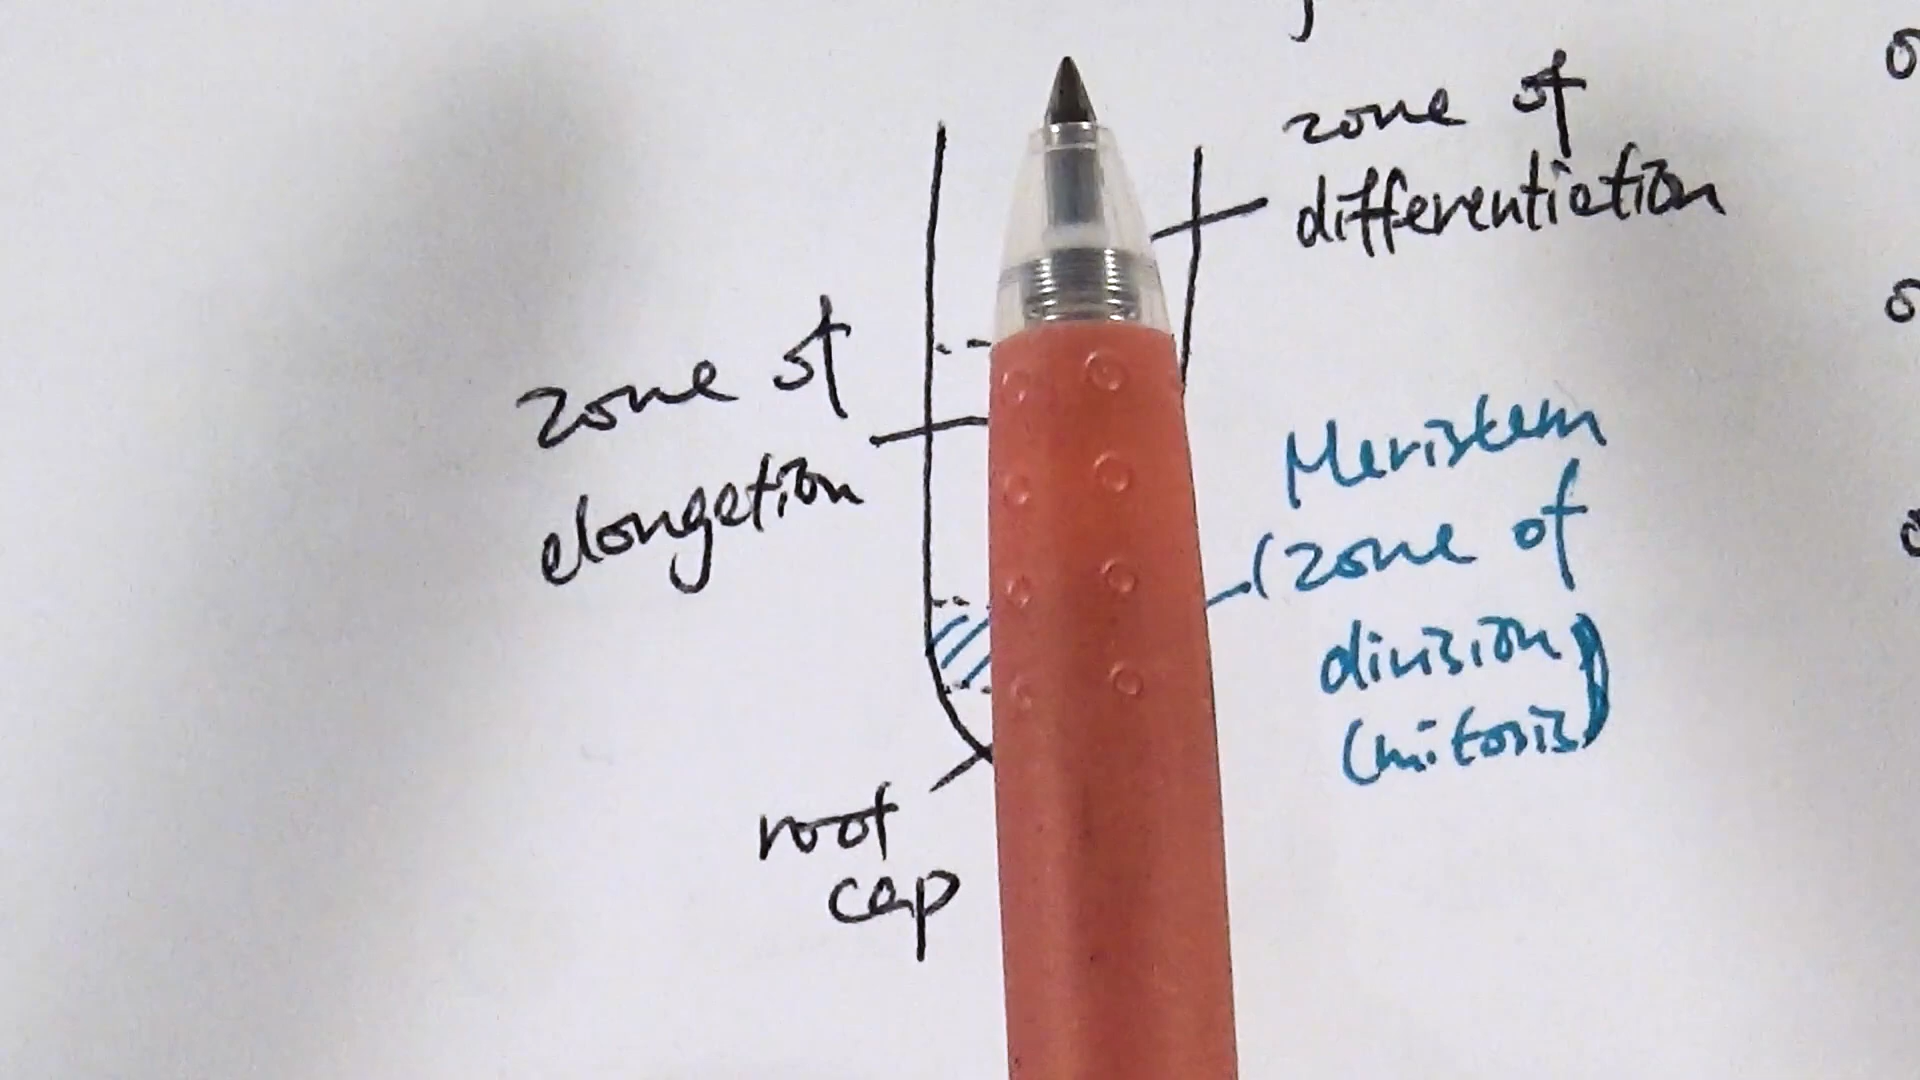 zone of
differentiation
zone of
elongation
Meristem
(zone of
division)
(mitosis)
root
cap